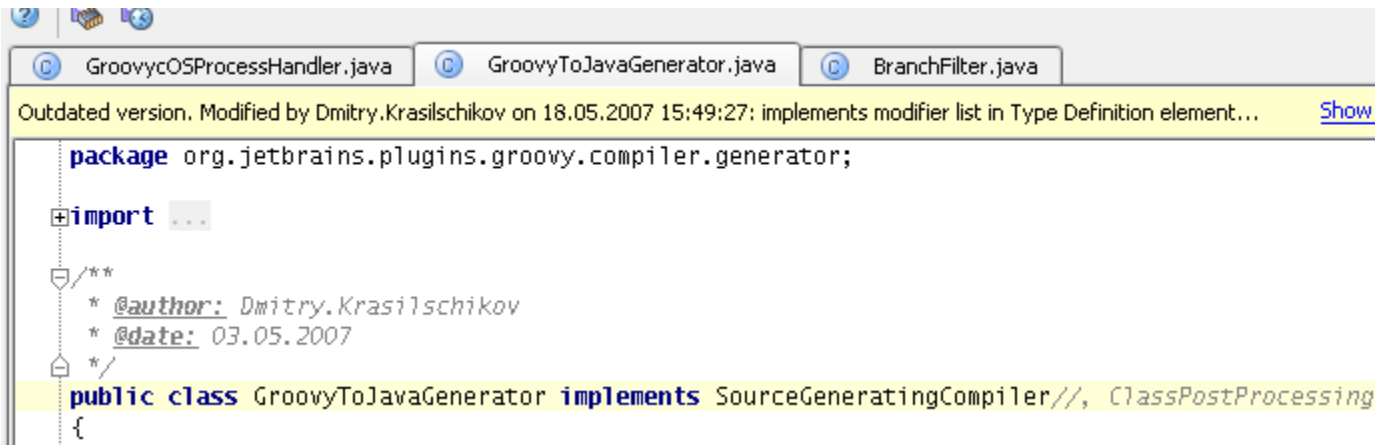 GroovycOSProcessHandler.java GroovyToJavaGenerator.java BranchFilter.java
Outdated version. Modified by Dmitry.Krasilschikov on 18.05.2007 15:49:27: implements modifier list in Type Definition element... Show
package org.jetbrains.plugins.groovy.compiler.generator;
import ...
/**
* @author: Dmitry.Krasilschikov
* @date: 03.05.2007
*/
public class GroovyToJavaGenerator implements SourceGeneratingCompiler//, ClassPostProcessing
{